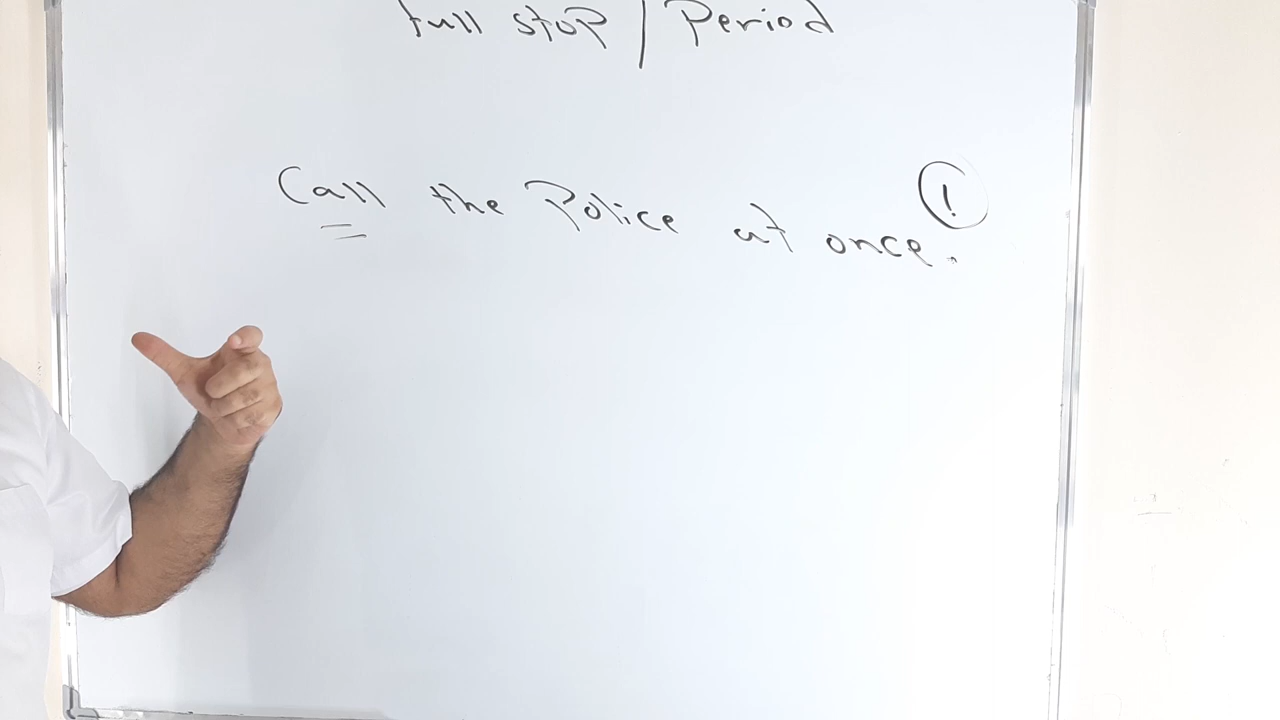 full stop / Period
Call the Police at once. !